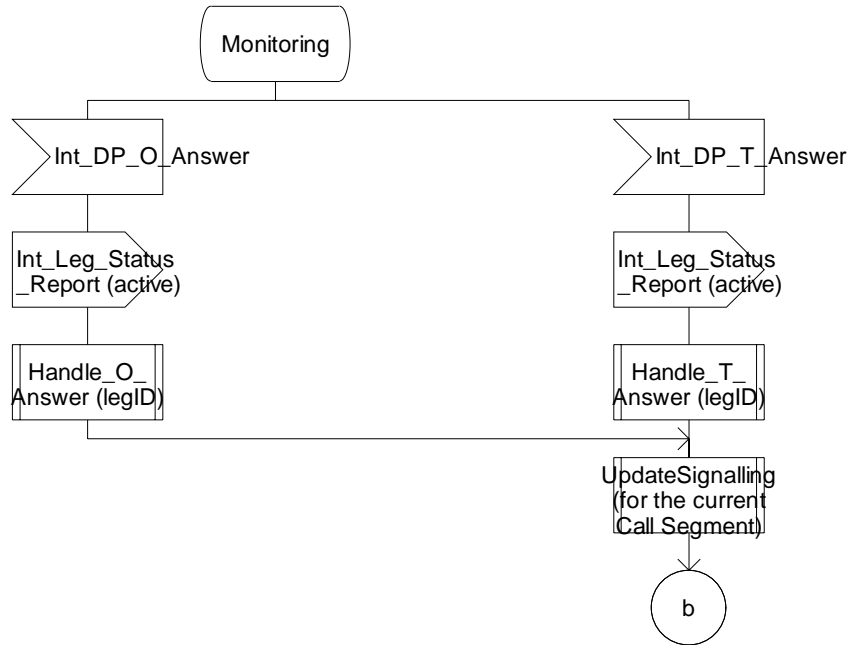 Monitoring
Int_DP_O_Answer
Int_DP_T_Answer
Int_Leg_Status
_Report (active)
Int_Leg_Status
_Report (active)
Handle_O_
Answer (legID)
Handle_T_
Answer (legID)
UpdateSignalling
(for the current
Call Segment)
b